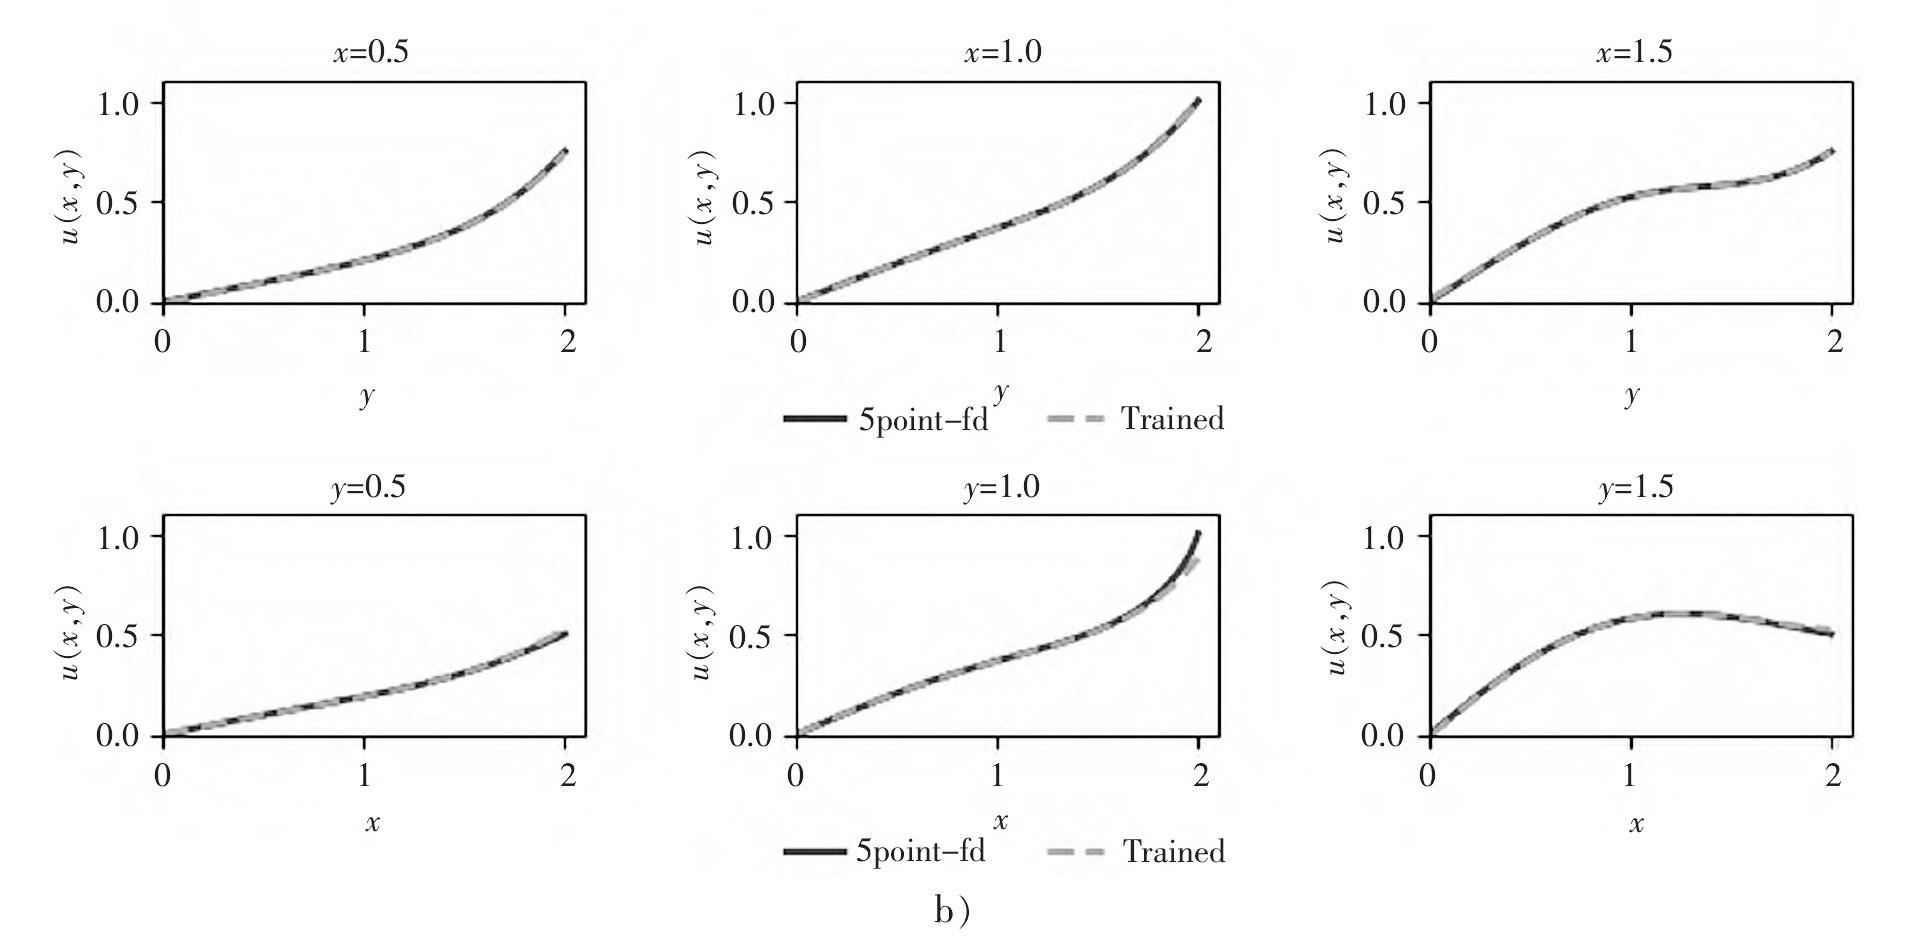 x=0.5 x=1.0 x=1.5
1.0 1.0 1.0
u(x,y) u(x,y) u(x,y)
0.5 0.5 0.5
0.0 0.0 0.0
0 1 2 0 1 2 0 1 2
y y y
5point-fd Trained
y=0.5 y=1.0 y=1.5
1.0 1.0 1.0
u(x,y) u(x,y) u(x,y)
0.5 0.5 0.5
0.0 0.0 0.0
0 1 2 0 1 2 0 1 2
x x x
5point-fd Trained
b)